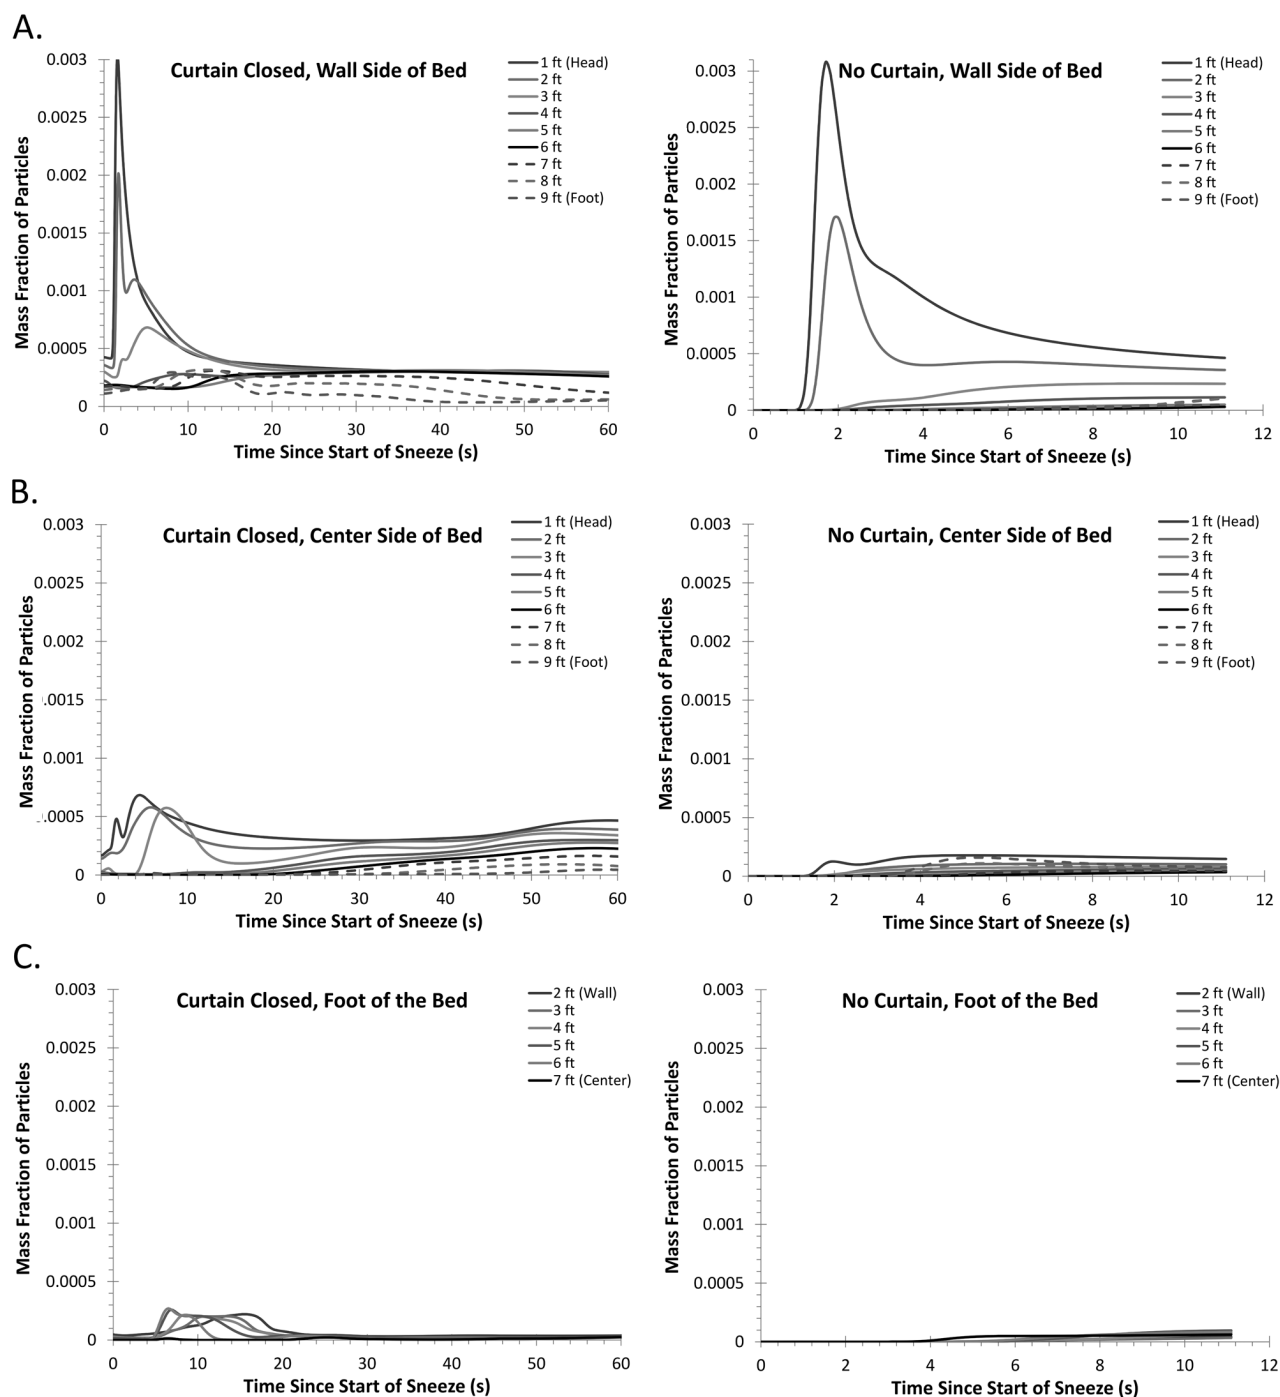 A.
Curtain Closed, Wall Side of Bed
Mass Fraction of Particles
0.003
0.0025
0.002
0.0015
0.001
0.0005
0
0 10 20 30 40 50 60
Time Since Start of Sneeze (s)
1 ft (Head)
2 ft
3 ft
4 ft
5 ft
6 ft
7 ft
8 ft
9 ft (Foot)
No Curtain, Wall Side of Bed
Mass Fraction of Particles
0.003
0.0025
0.002
0.0015
0.001
0.0005
0
0 2 4 6 8 10 12
Time Since Start of Sneeze (s)
1 ft (Head)
2 ft
3 ft
4 ft
5 ft
6 ft
7 ft
8 ft
9 ft (Foot)
B.
Curtain Closed, Center Side of Bed
Mass Fraction of Particles
0.003
0.0025
0.002
.0015
0.001
.0005
0
0 10 20 30 40 50 60
Time Since Start of Sneeze (s)
1 ft (Head)
2 ft
3 ft
4 ft
5 ft
6 ft
7 ft
8 ft
9 ft (Foot)
No Curtain, Center Side of Bed
Mass Fraction of Particles
0.003
0.0025
0.002
0.0015
0.001
0.0005
0
0 2 4 6 8 10 12
Time Since Start of Sneeze (s)
1 ft (Head)
2 ft
3 ft
4 ft
5 ft
6 ft
7 ft
8 ft
9 ft (Foot)
C.
Curtain Closed, Foot of the Bed
Mass Fraction of Particles
0.003
0.0025
0.002
0.0015
0.001
0.0005
0
0 10 20 30 40 50 60
Time Since Start of Sneeze (s)
2 ft (Wall)
3 ft
4 ft
5 ft
6 ft
7 ft (Center)
No Curtain, Foot of the Bed
Mass Fraction of Particles
0.003
0.0025
0.002
0.0015
0.001
0.0005
0
0 2 4 6 8 10 12
Time Since Start of Sneeze (s)
2 ft (Wall)
3 ft
4 ft
5 ft
6 ft
7 ft (Center)